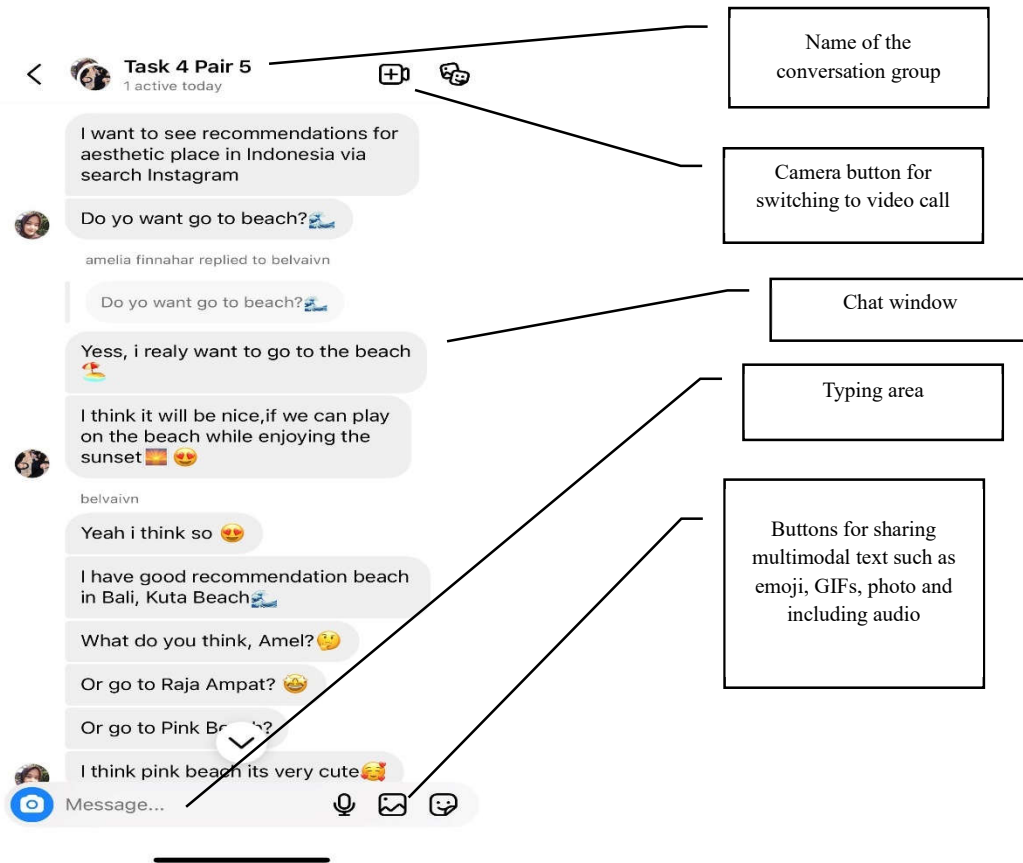 Task 4 Pair 5
1 active today
I want to see recommendations for
aesthetic place in Indonesia via
search Instagram
Do yo want go to beach?🌊
amelia finnahar replied to belvaivn
Do yo want go to beach?🌊
Yess, i realy want to go to the beach
🏖️
I think it will be nice,if we can play
on the beach while enjoying the
sunset🌅😍
belvaivn
Yeah i think so 😍
I have good recommendation beach
in Bali, Kuta Beach🌊
What do you think, Amel?🤔
Or go to Raja Ampat? 🤩
Or go to Pink
I think pink beach its very cute🥰
Message...
Name of the
conversation group
Camera button for
switching to video call
Chat window
Typing area
Buttons for sharing
multimodal text such as
emoji, GIFs, photo and
including audio